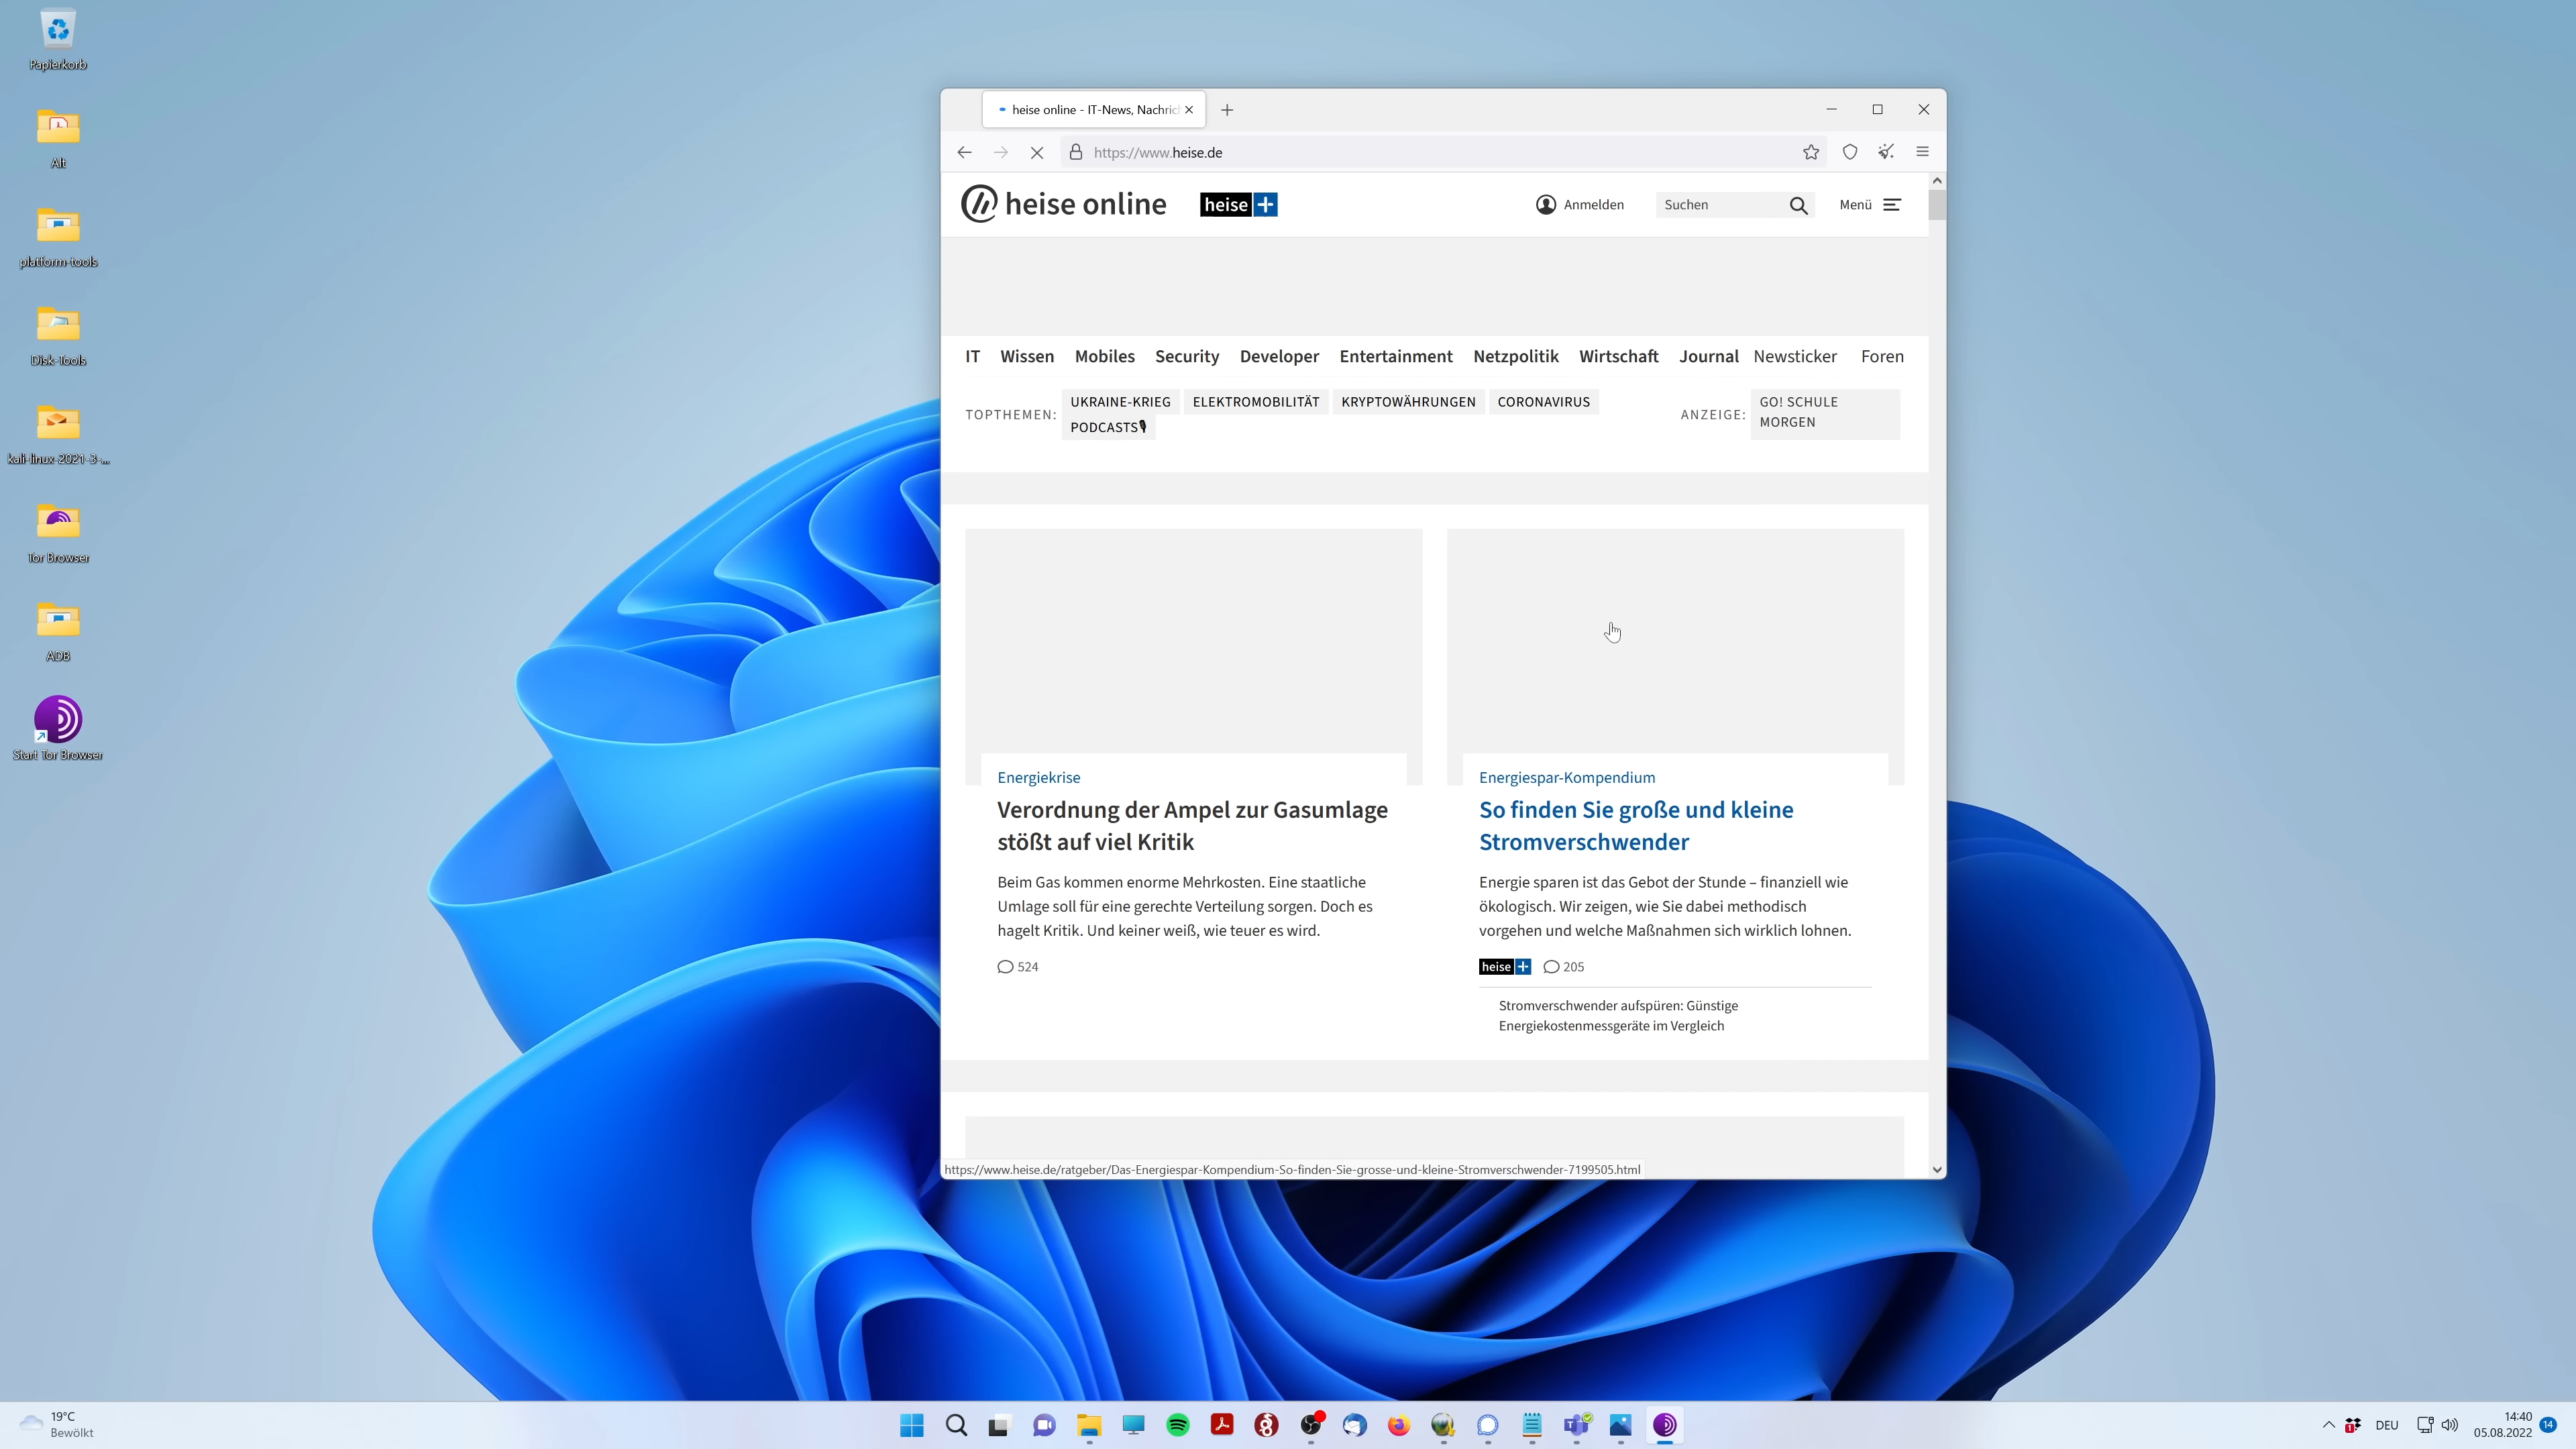 Papierkorb
Alt
platform-tools
Disk-Tools
kali-linux-2021-3-...
Tor Browser
ADB
Start Tor Browser
heise online - IT-News, Nachric
https://www.heise.de
heise online
heise+
Anmelden
Suchen
Menü
IT Wissen Mobiles Security Developer Entertainment Netzpolitik Wirtschaft Journal Newsticker Foren
TOPTHEMEN: UKRAINE-KRIEG ELEKTROMOBILITÄT KRYPTOWÄHRUNGEN CORONAVIRUS
PODCASTS
ANZEIGE: GO! SCHULE
MORGEN
Energiekrise
Verordnung der Ampel zur Gasumlage
stößt auf viel Kritik
Beim Gas kommen enorme Mehrkosten. Eine staatliche
Umlage soll für eine gerechte Verteilung sorgen. Doch es
hagelt Kritik. Und keiner weiß, wie teuer es wird.
524
Energiespar-Kompendium
So finden Sie große und kleine
Stromverschwender
Energie sparen ist das Gebot der Stunde – finanziell wie
ökologisch. Wir zeigen, wie Sie dabei methodisch
vorgehen und welche Maßnahmen sich wirklich lohnen.
heise+ 205
Stromverschwender aufspüren: Günstige
Energiekostenmessgeräte im Vergleich
https://www.heise.de/ratgeber/Das-Energiespar-Kompendium-So-finden-Sie-grosse-und-kleine-Stromverschwender-7199505.html
19°C
Bewölkt
DEU
14:40
05.08.2022
14